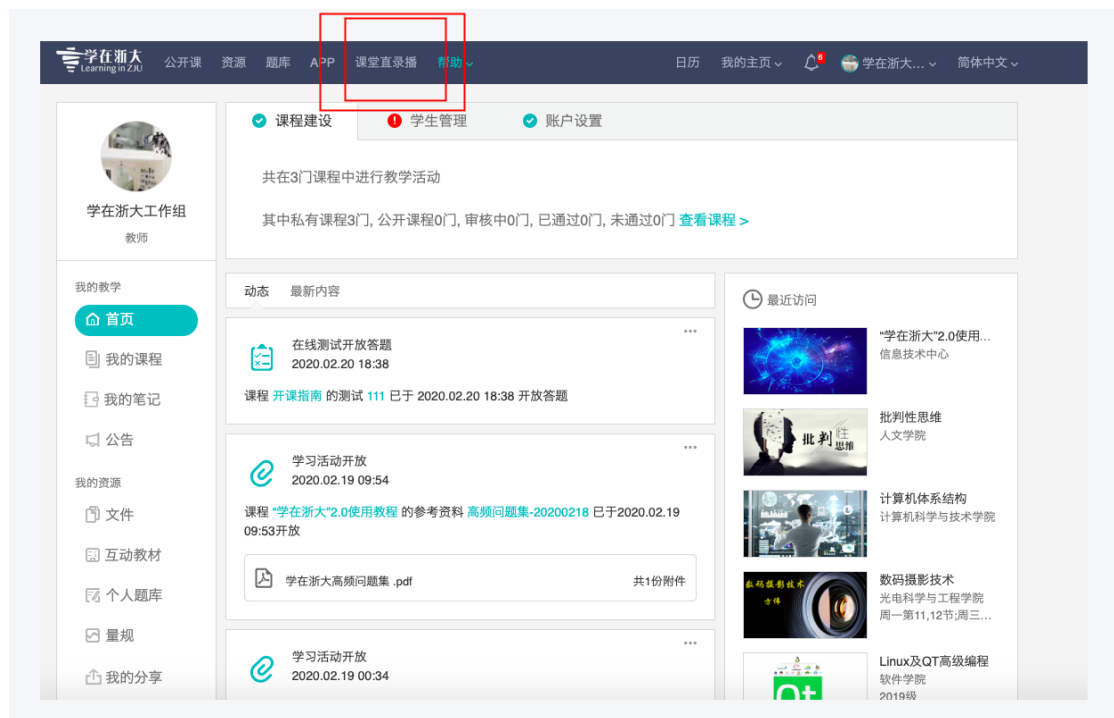 学在浙大
Learning in ZJU
公开课 资源 题库 APP 课堂直录播 帮助 日历 我的主页 6 学在浙大... 简体中文
课程建设 学生管理 账户设置
共在3门课程中进行教学活动
其中私有课程3门, 公开课程0门, 审核中0门, 已通过0门, 未通过0门 查看课程 >
学在浙大工作组
教师
我的教学
首页
我的课程
我的笔记
公告
我的资源
文件
互动教材
个人题库
量规
我的分享
动态 最新内容
在线测试开放答题
2020.02.20 18:38
课程 开课指南 的测试 111 已于 2020.02.20 18:38 开放答题
学习活动开放
2020.02.19 09:54
课程 “学在浙大”2.0使用教程 的参考资料 高频问题集-20200218 已于2020.02.19
09:53开放
学在浙大高频问题集 .pdf 共1份附件
学习活动开放
2020.02.19 00:34
最近访问
“学在浙大”2.0使用...
信息技术中心
批判性思维
批判性思维
人文学院
计算机体系结构
计算机科学与技术学院
数码摄影技术
方伟
数码摄影技术
光电科学与工程学院
周一第11,12节;周三...
Qt
Linux及QT高级编程
软件学院
2019级